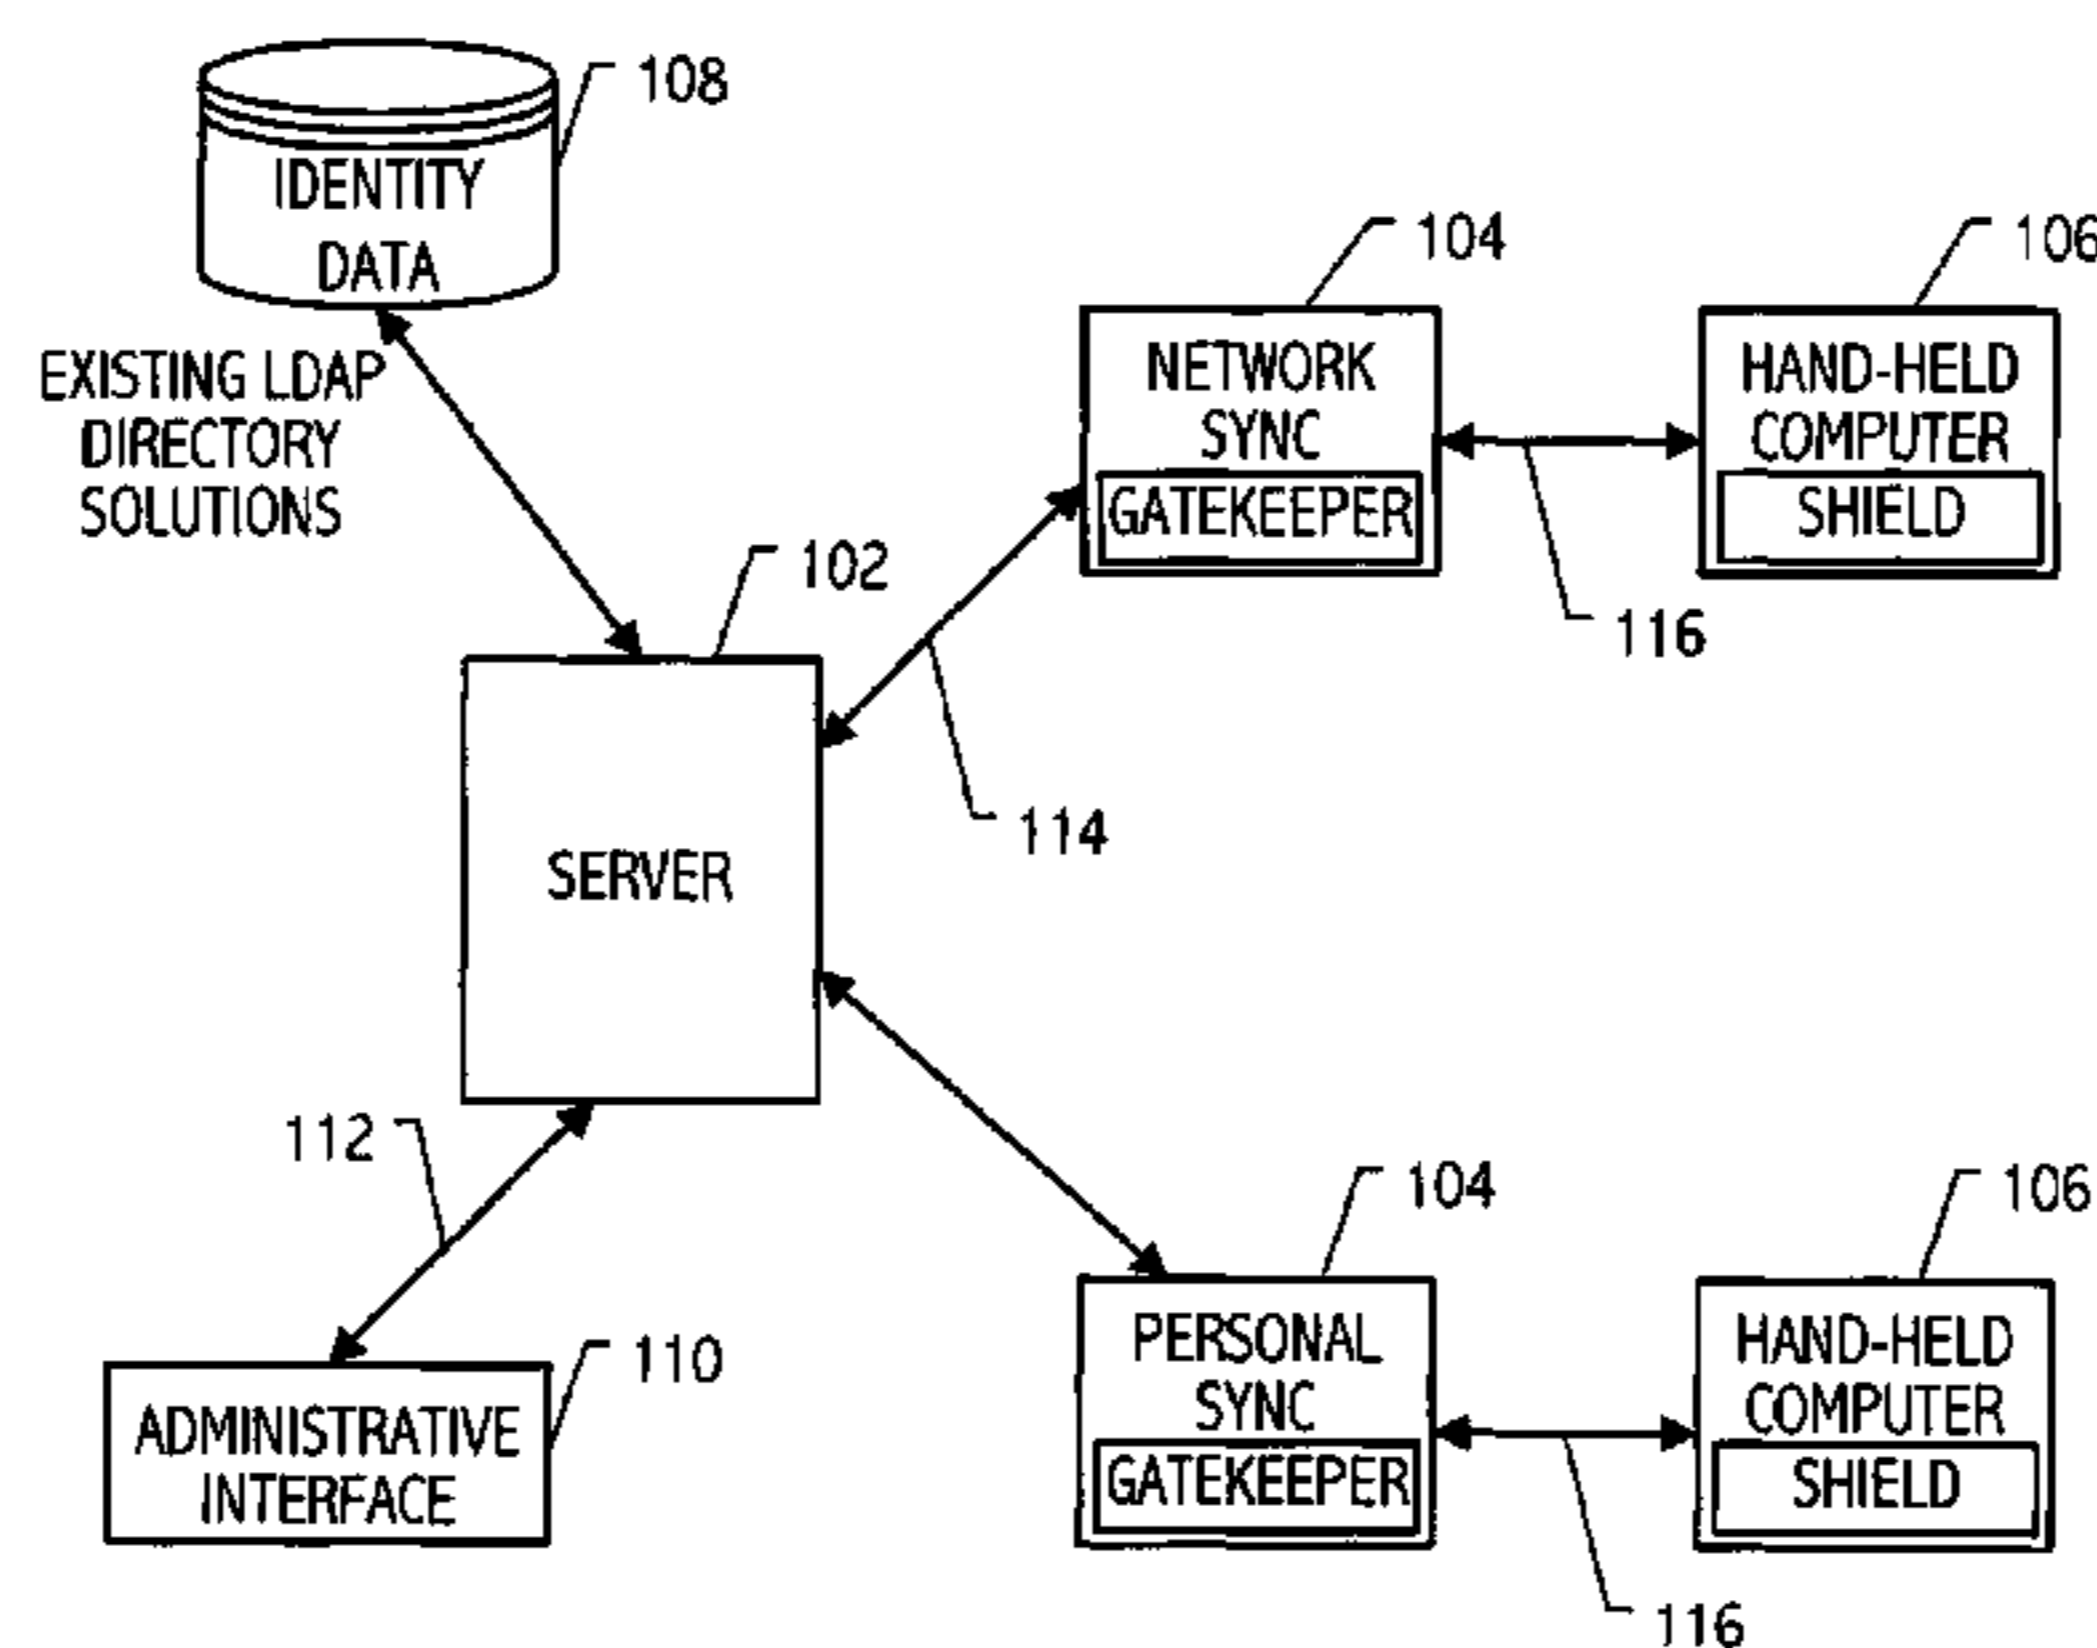 108
IDENTITY
DATA
EXISTING LDAP
DIRECTORY
SOLUTIONS
104
NETWORK
SYNC
GATEKEEPER
106
HAND-HELD
COMPUTER
SHIELD
116
102
SERVER
114
112
110
ADMINISTRATIVE
INTERFACE
104
PERSONAL
SYNC
GATEKEEPER
106
HAND-HELD
COMPUTER
SHIELD
116